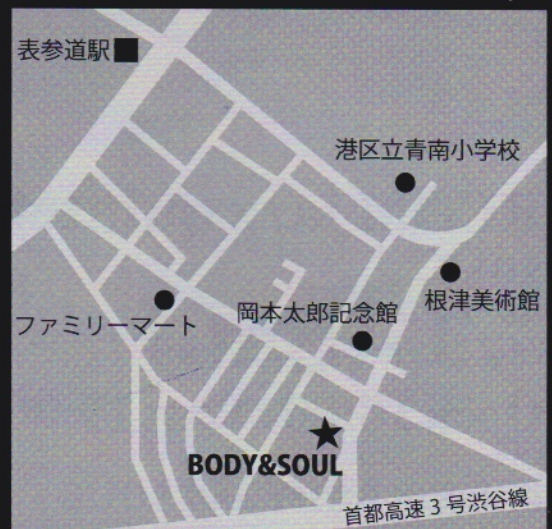 表参道駅
港区立青南小学校
根津美術館
岡本太郎記念館
ファミリーマート
BODY&SOUL
首都高速3号渋谷線